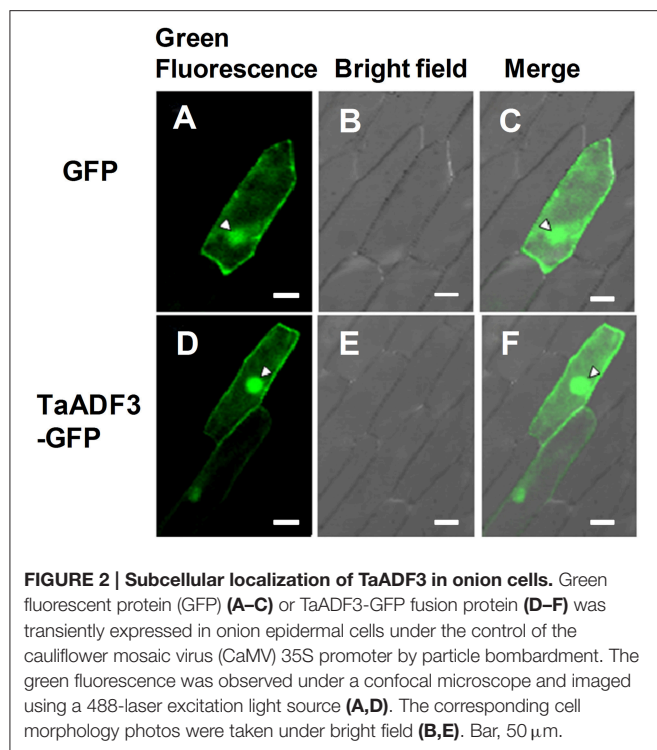 Green
Fluorescence Bright field Merge
GFP
A B C
TaADF3
-GFP
D E F
FIGURE 2 | Subcellular localization of TaADF3 in onion cells. Green
fluorescent protein (GFP) (A–C) or TaADF3-GFP fusion protein (D–F) was
transiently expressed in onion epidermal cells under the control of the
cauliflower mosaic virus (CaMV) 35S promoter by particle bombardment. The
green fluorescence was observed under a confocal microscope and imaged
using a 488-laser excitation light source (A,D). The corresponding cell
morphology photos were taken under bright field (B,E). Bar, 50 μm.